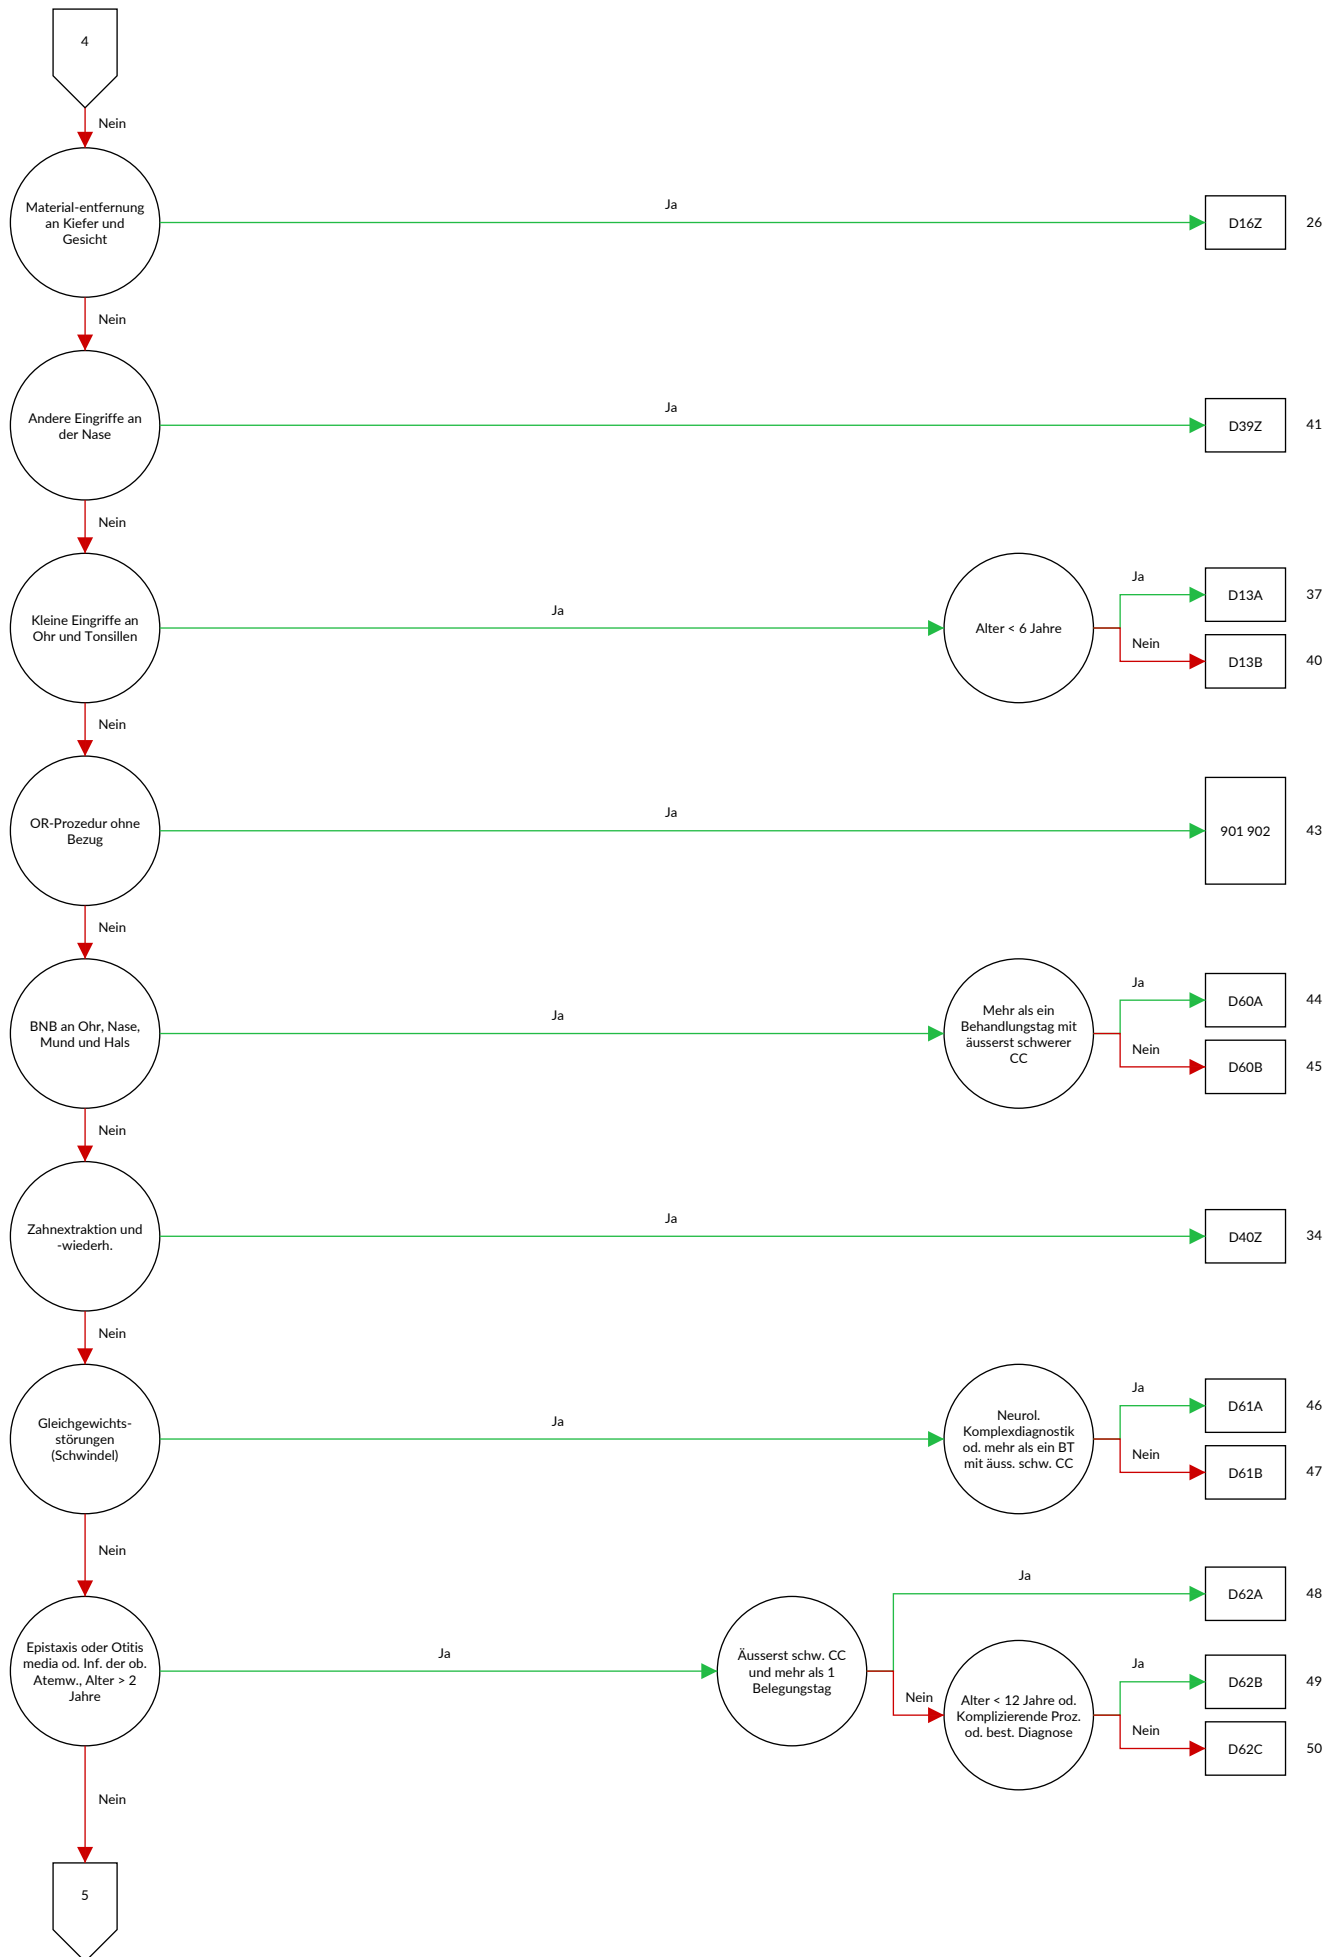 4
Nein
Material-entfernung
an Kiefer und
Gesicht
Ja
D16Z
26
Nein
Andere Eingriffe an
der Nase
Ja
D39Z
41
Nein
Kleine Eingriffe an
Ohr und Tonsillen
Ja
Alter < 6 Jahre
Ja
D13A
37
Nein
D13B
40
Nein
OR-Prozedur ohne
Bezug
Ja
901 902
43
Nein
BNB an Ohr, Nase,
Mund und Hals
Ja
Mehr als ein
Behandlungstag mit
äusserst schwerer
CC
Ja
D60A
44
Nein
D60B
45
Nein
Zahnextraktion und
-wiederh.
Ja
D40Z
34
Nein
Gleichgewichts-
störungen
(Schwindel)
Ja
Neurol.
Komplexdiagnostik
od. mehr als ein BT
mit äuss. schw. CC
Ja
D61A
46
Nein
D61B
47
Nein
Epistaxis oder Otitis
media od. Inf. der ob.
Atemw., Alter > 2
Jahre
Ja
Äusserst schw. CC
und mehr als 1
Belegungstag
Ja
D62A
48
Nein
Alter < 12 Jahre od.
Komplizierende Proz.
od. best. Diagnose
Ja
D62B
49
Nein
D62C
50
Nein
5